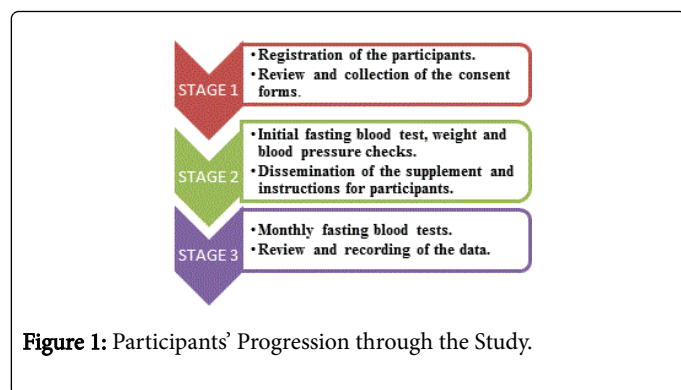 STAGE 1
•Registration of the participants.
•Review and collection of the consent
forms.
STAGE 2
•Initial fasting blood test, weight and
blood pressure checks.
•Dissemination of the supplement and
instructions for participants.
STAGE 3
•Monthly fasting blood tests.
•Review and recording of the data.
Figure 1: Participants’ Progression through the Study.